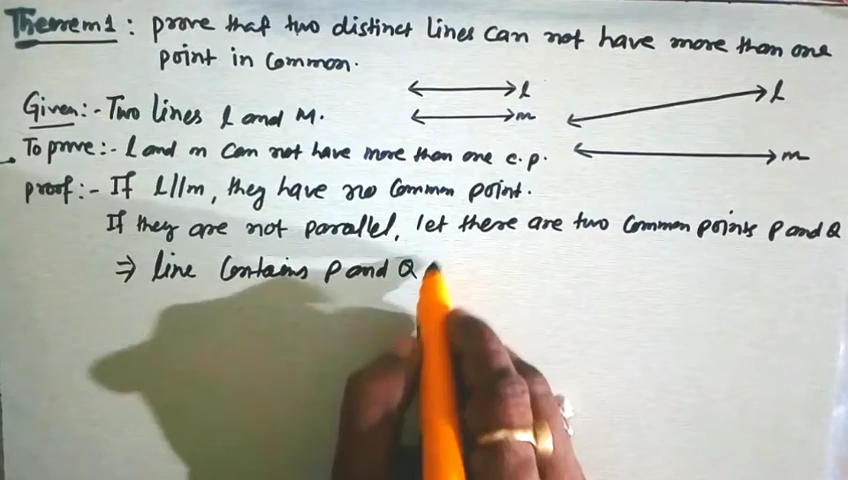 Theorem 1 : prove that two distinct lines can not have more than one
point in common.
Given:- Two lines l and M.
l
m
l
m
To prove:- l and m can not have more than one c.p.
proof:- If l||m, they have no common point.
If they are not parallel, let there are two common points P and Q
⇒ line contains P and Q